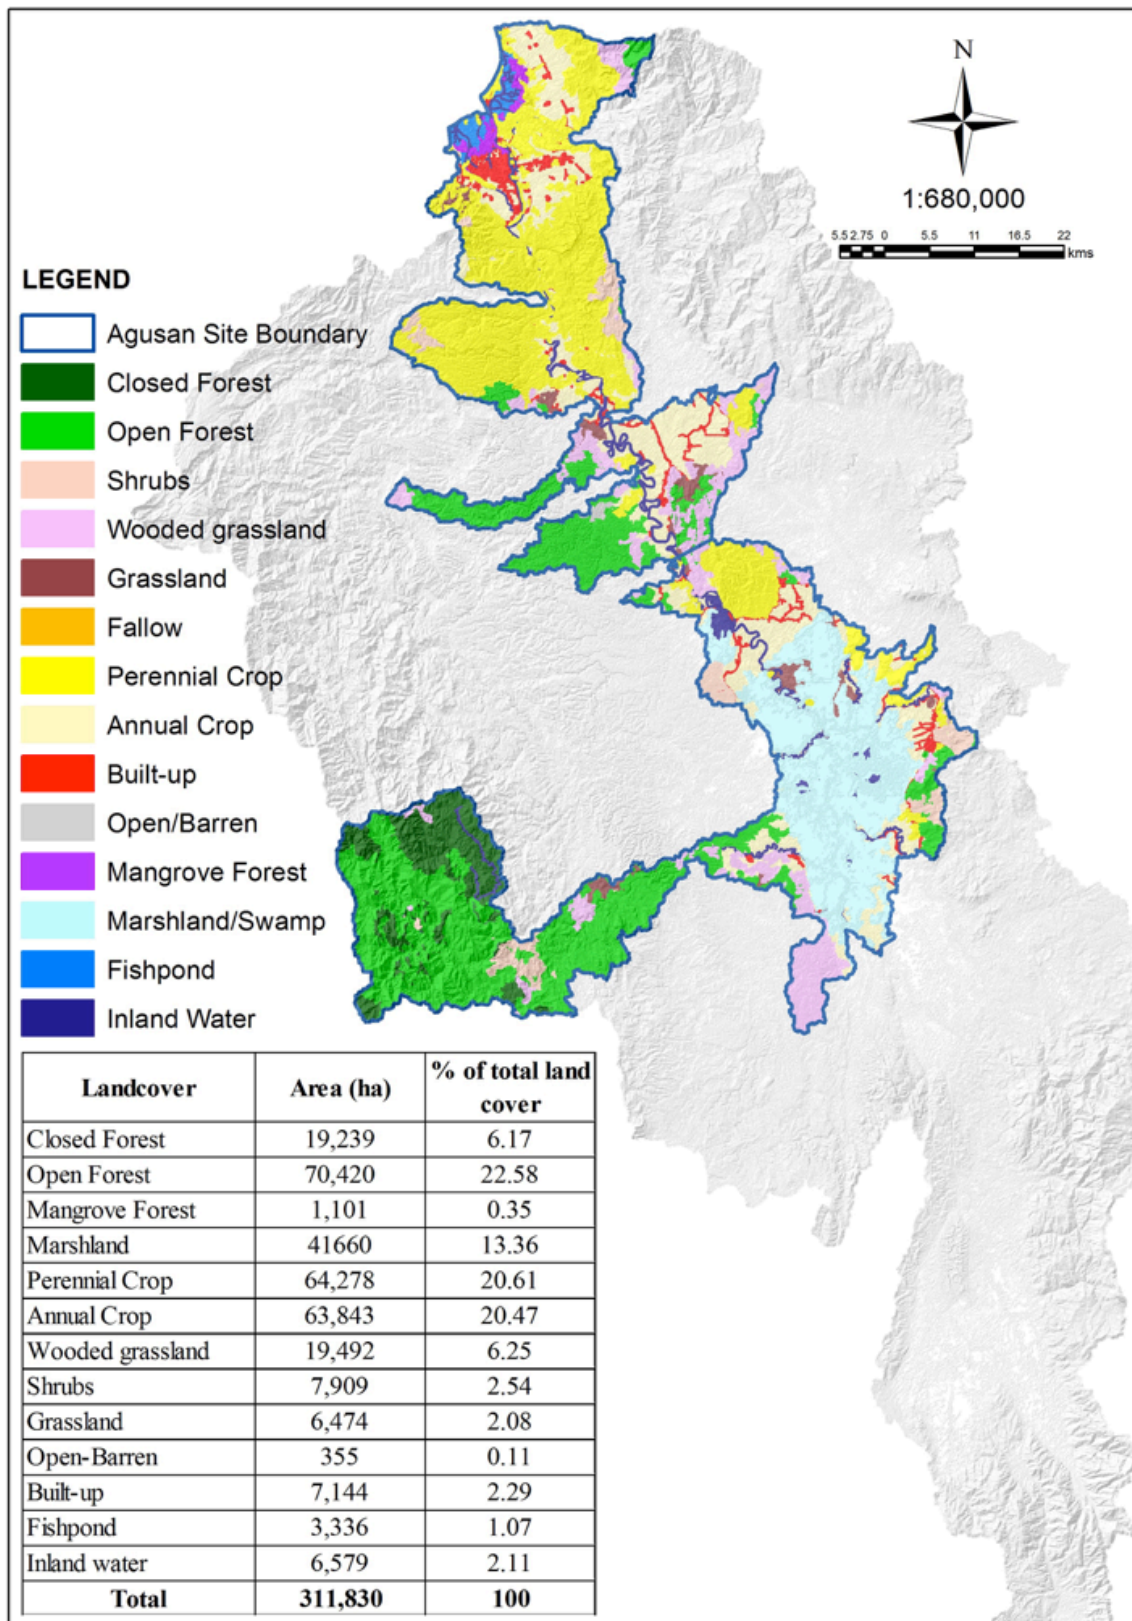 N
1:680,000
5.5 2.75 0 5.5 11 16.5 22
kms
LEGEND
Agusan Site Boundary
Closed Forest
Open Forest
Shrubs
Wooded grassland
Grassland
Fallow
Perennial Crop
Annual Crop
Built-up
Open/Barren
Mangrove Forest
Marshland/Swamp
Fishpond
Inland Water
Landcover Area (ha) % of total land cover
Closed Forest 19,239 6.17
Open Forest 70,420 22.58
Mangrove Forest 1,101 0.35
Marshland 41660 13.36
Perennial Crop 64,278 20.61
Annual Crop 63,843 20.47
Wooded grassland 19,492 6.25
Shrubs 7,909 2.54
Grassland 6,474 2.08
Open-Barren 355 0.11
Built-up 7,144 2.29
Fishpond 3,336 1.07
Inland water 6,579 2.11
Total 311,830 100